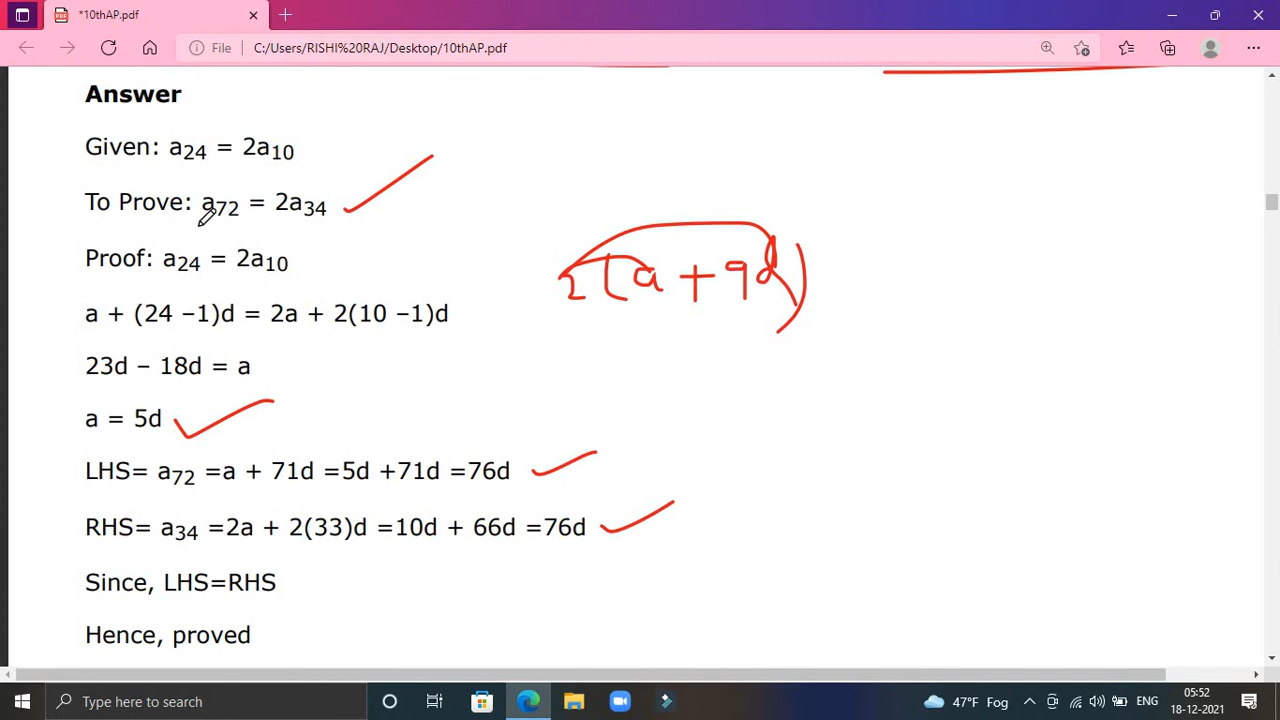 *10thAP.pdf
File C:/Users/RISHI%20RAJ/Desktop/10thAP.pdf
Answer
Given: a24 = 2a10
To Prove: a72 = 2a34
Proof: a24 = 2a10
2(a + 9d)
a + (24 –1)d = 2a + 2(10 –1)d
23d – 18d = a
a = 5d
LHS= a72 =a + 71d =5d +71d =76d
RHS= a34 =2a + 2(33)d =10d + 66d =76d
Since, LHS=RHS
Hence, proved
Type here to search
47°F Fog
ENG
05:52
18-12-2021